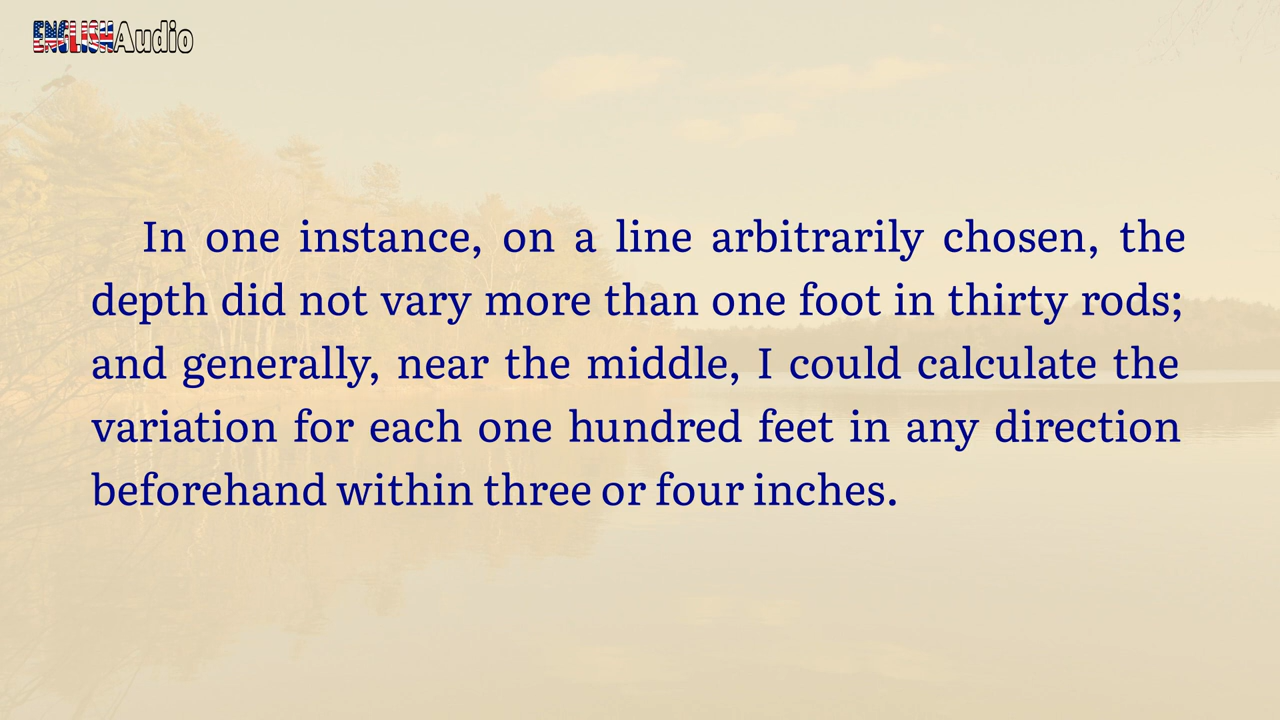 ENGLISHAudio
In one instance, on a line arbitrarily chosen, the
depth did not vary more than one foot in thirty rods;
and generally, near the middle, I could calculate the
variation for each one hundred feet in any direction
beforehand within three or four inches.